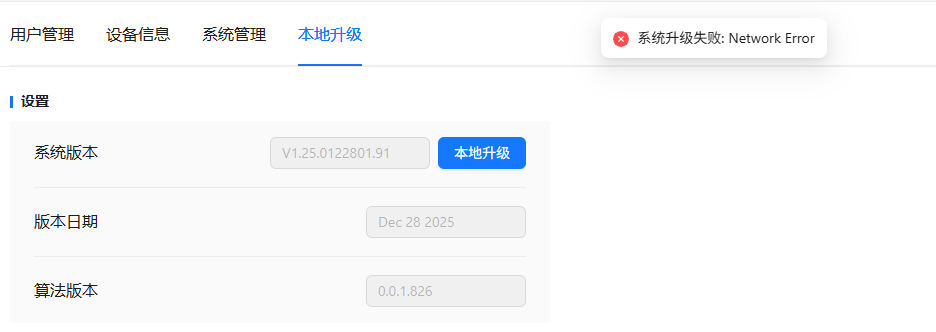 用户管理 设备信息 系统管理 本地升级
系统升级失败: Network Error
设置
系统版本 V1.25.0122801.91 本地升级
版本日期 Dec 28 2025
算法版本 0.0.1.826